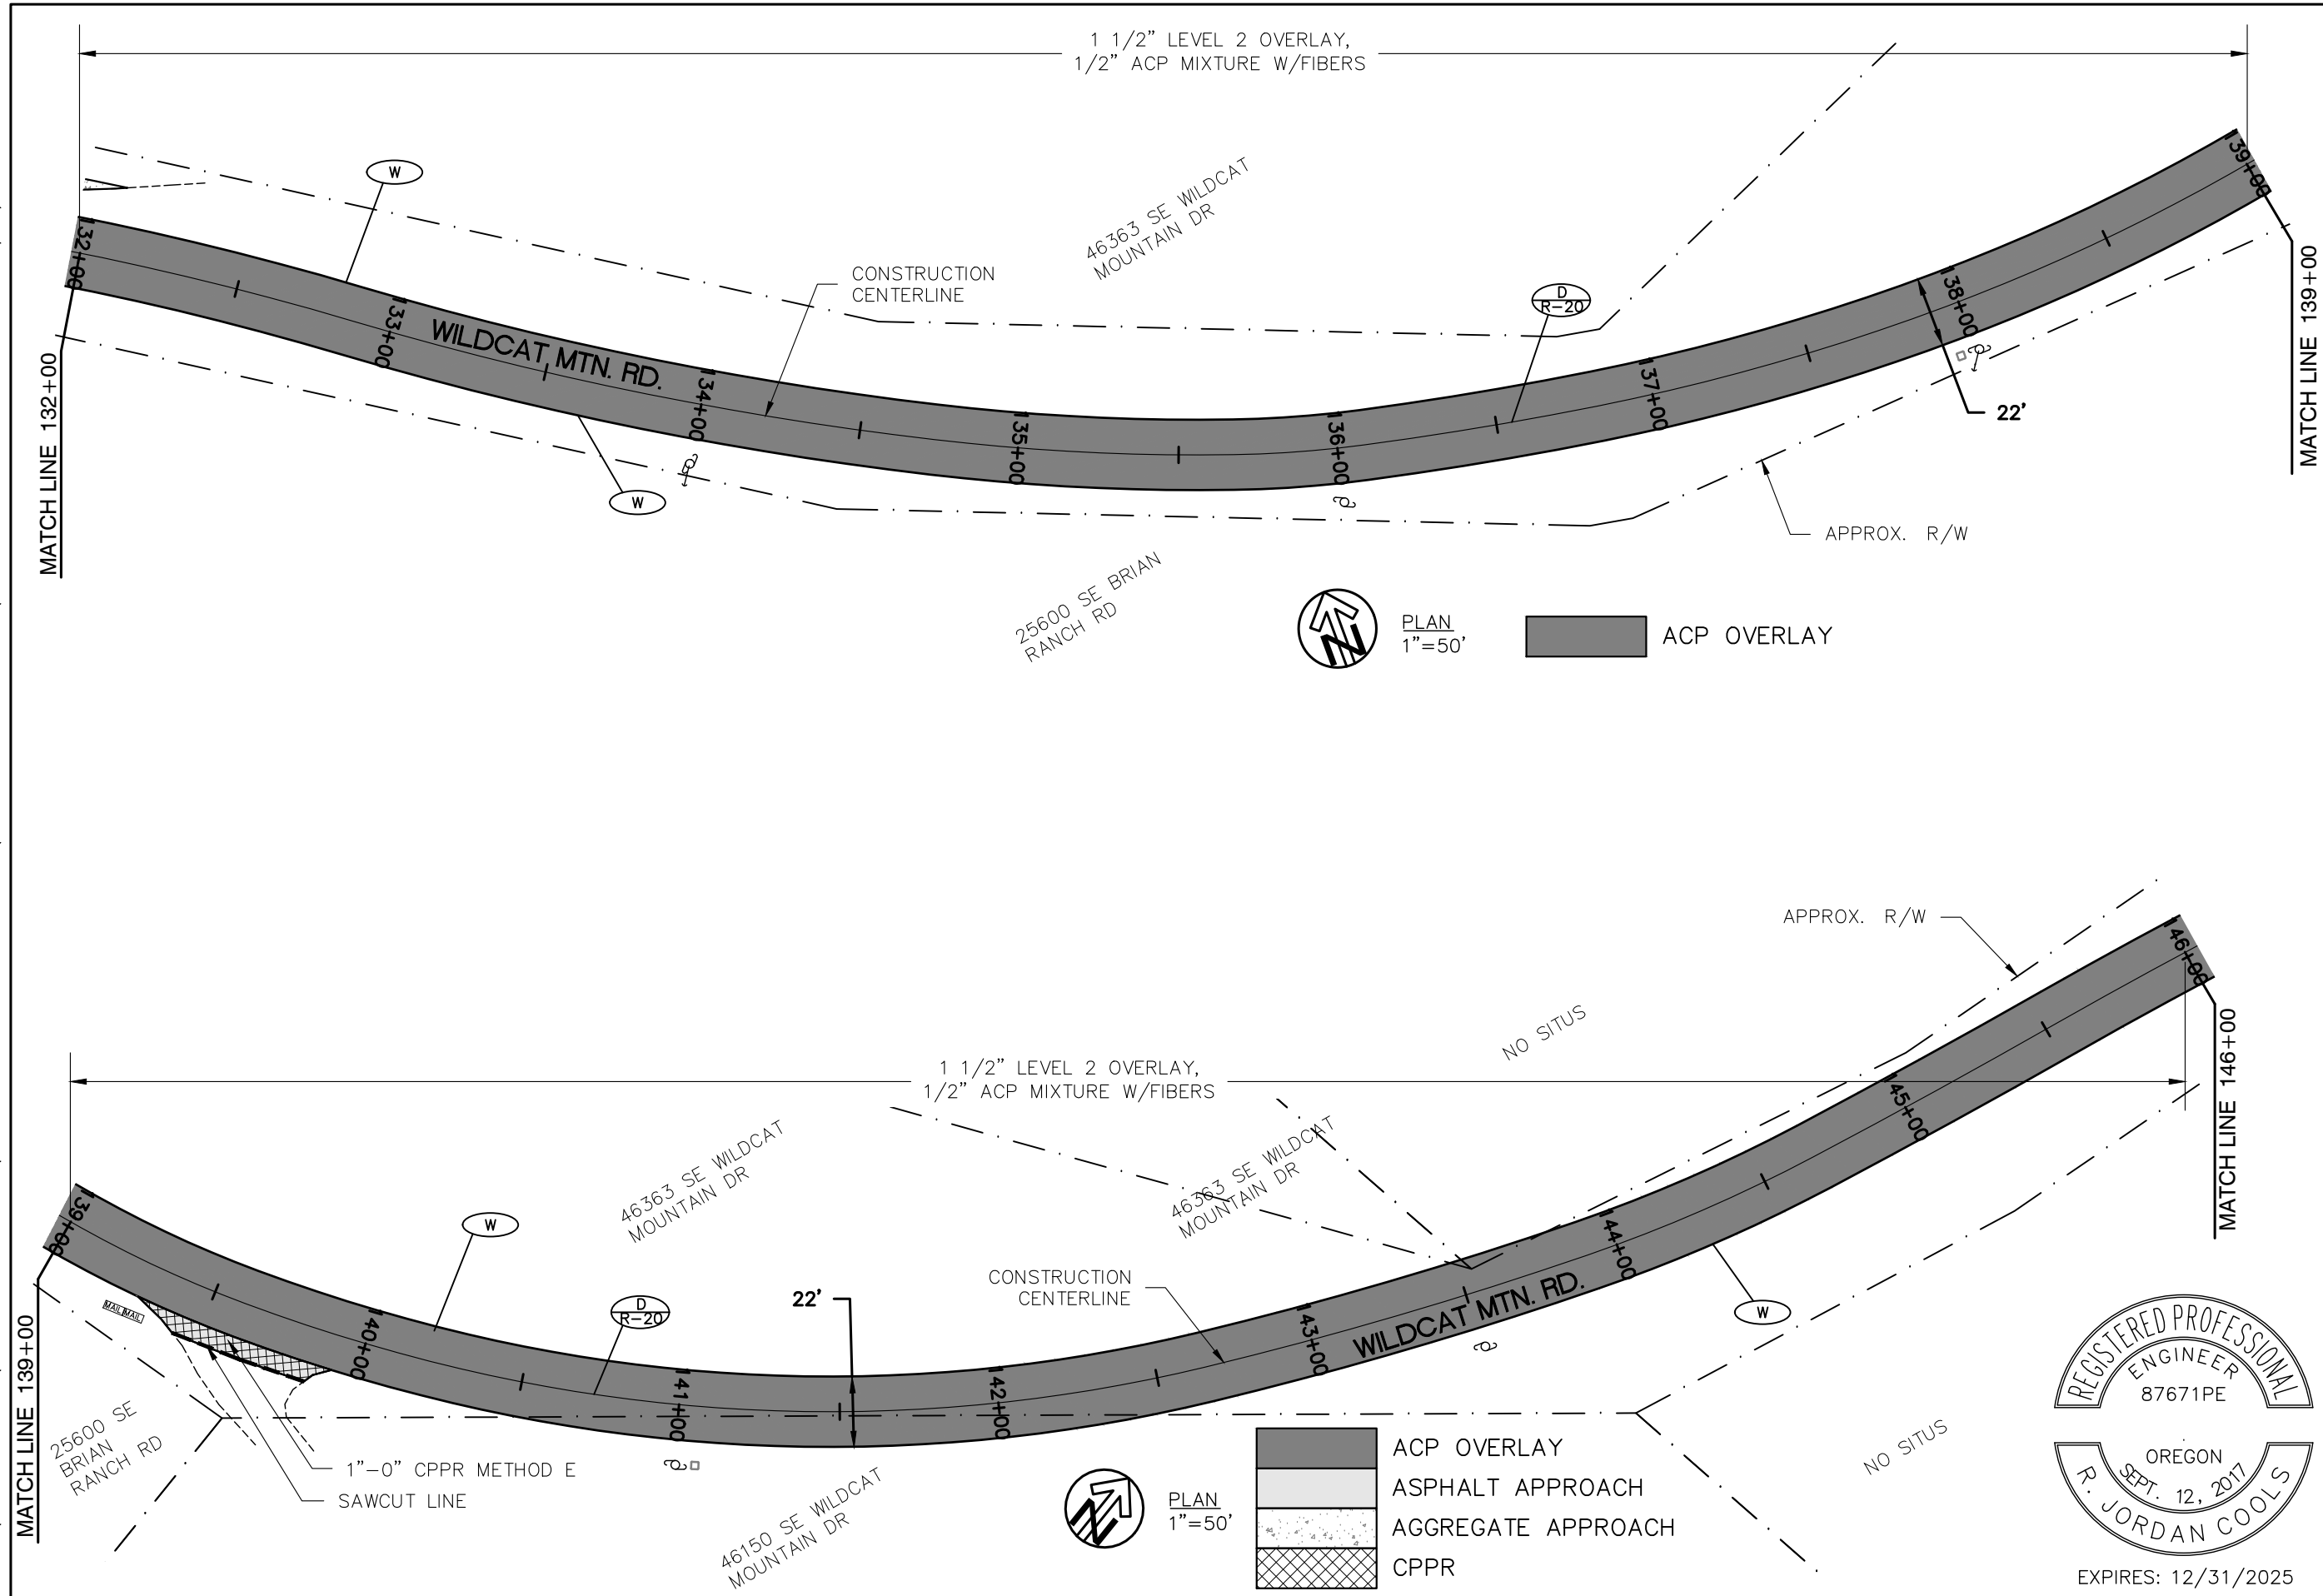 1 1/2" LEVEL 2 OVERLAY,
1/2" ACP MIXTURE W/FIBERS
W
46363 SE WILDCAT
MOUNTAIN DR
CONSTRUCTION
CENTERLINE
D
R-20
132+00
133+00
WILDCAT MTN. RD.
134+00
135+00
136+00
137+00
138+00
139+00
22'
W
MATCH LINE 132+00
MATCH LINE 139+00
APPROX. R/W
25600 SE BRIAN
RANCH RD
N
PLAN
1"=50'
ACP OVERLAY
APPROX. R/W
NO SITUS
1 1/2" LEVEL 2 OVERLAY,
1/2" ACP MIXTURE W/FIBERS
46363 SE WILDCAT
MOUNTAIN DR
46363 SE WILDCAT
MOUNTAIN DR
W
D
R-20
22'
CONSTRUCTION
CENTERLINE
139+00
MAIL MAIL
140+00
141+00
142+00
143+00
WILDCAT MTN. RD.
144+00
145+00
146+00
W
MATCH LINE 139+00
MATCH LINE 146+00
25600 SE
BRIAN
RANCH RD
1"-0" CPPR METHOD E
SAWCUT LINE
46150 SE WILDCAT
MOUNTAIN DR
N
PLAN
1"=50'
ACP OVERLAY
ASPHALT APPROACH
AGGREGATE APPROACH
CPPR
NO SITUS
REGISTERED PROFESSIONAL
ENGINEER
87671PE
OREGON
SEPT. 12, 2017
R. JORDAN COOLS
EXPIRES: 12/31/2025